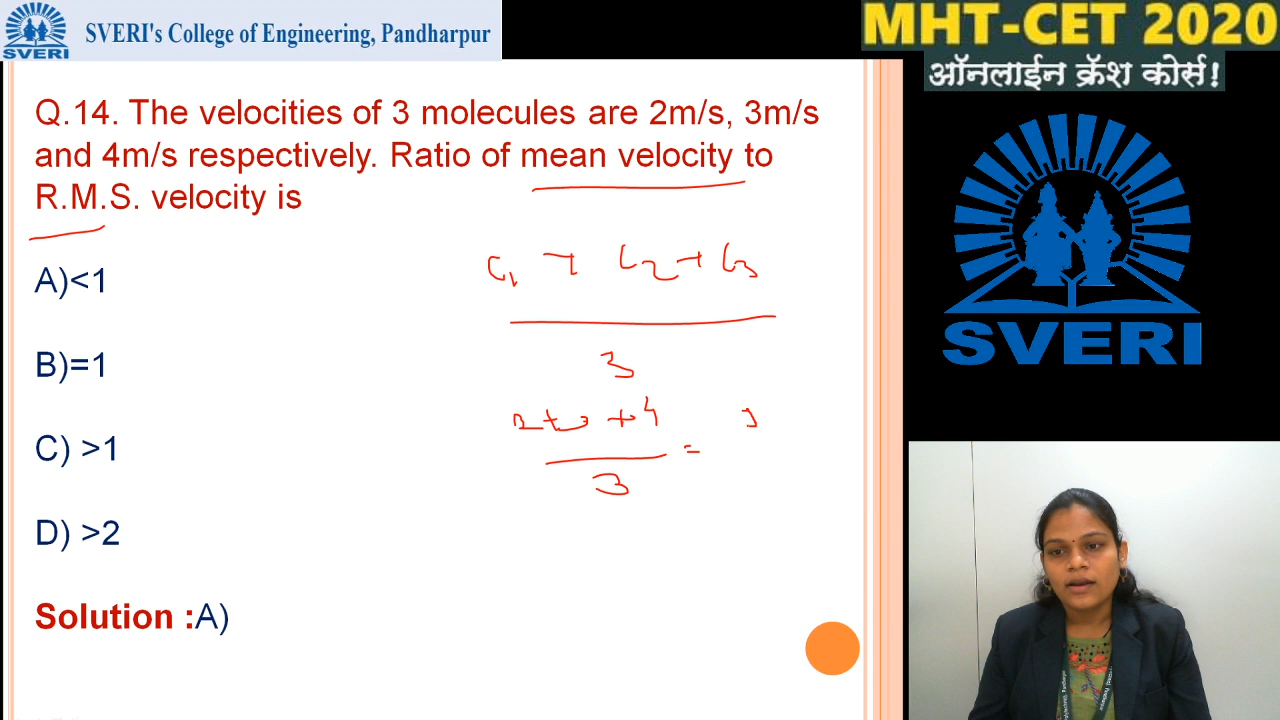 SVERI
SVERI's College of Engineering, Pandharpur
MHT-CET 2020
ऑनलाईन क्रॅश कोर्स!
Q.14. The velocities of 3 molecules are 2m/s, 3m/s
and 4m/s respectively. Ratio of mean velocity to
R.M.S. velocity is
A)<1
B)=1
C) >1
D) >2
Solution :A)
C₁ + C₂ + C₃
3
2+3+4
3
=
SVERI